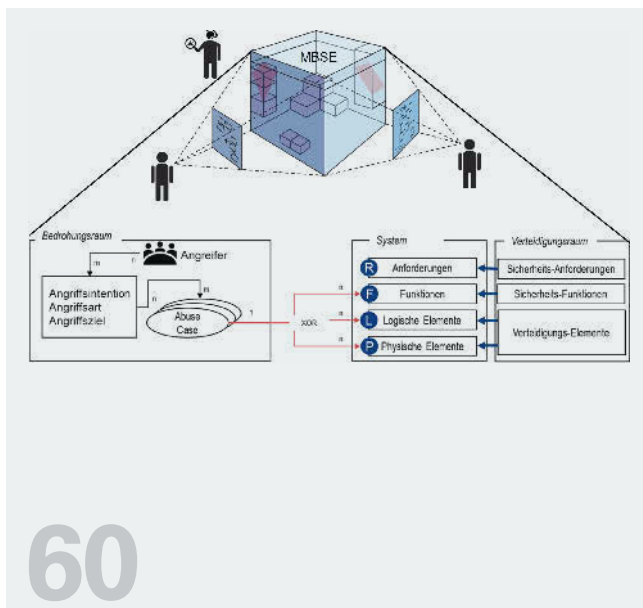 MBSE
Bedrohungsraum
Angreifer
m
n
Angriffsintention
Angriffsart
Angriffsziel
n
m
Abuse
Case
1
XOR
n
n
n
System
R Anforderungen
F Funktionen
L Logische Elemente
P Physische Elemente
Verteidigungsraum
Sicherheits-Anforderungen
Sicherheits-Funktionen
Verteidigungs-Elemente
60